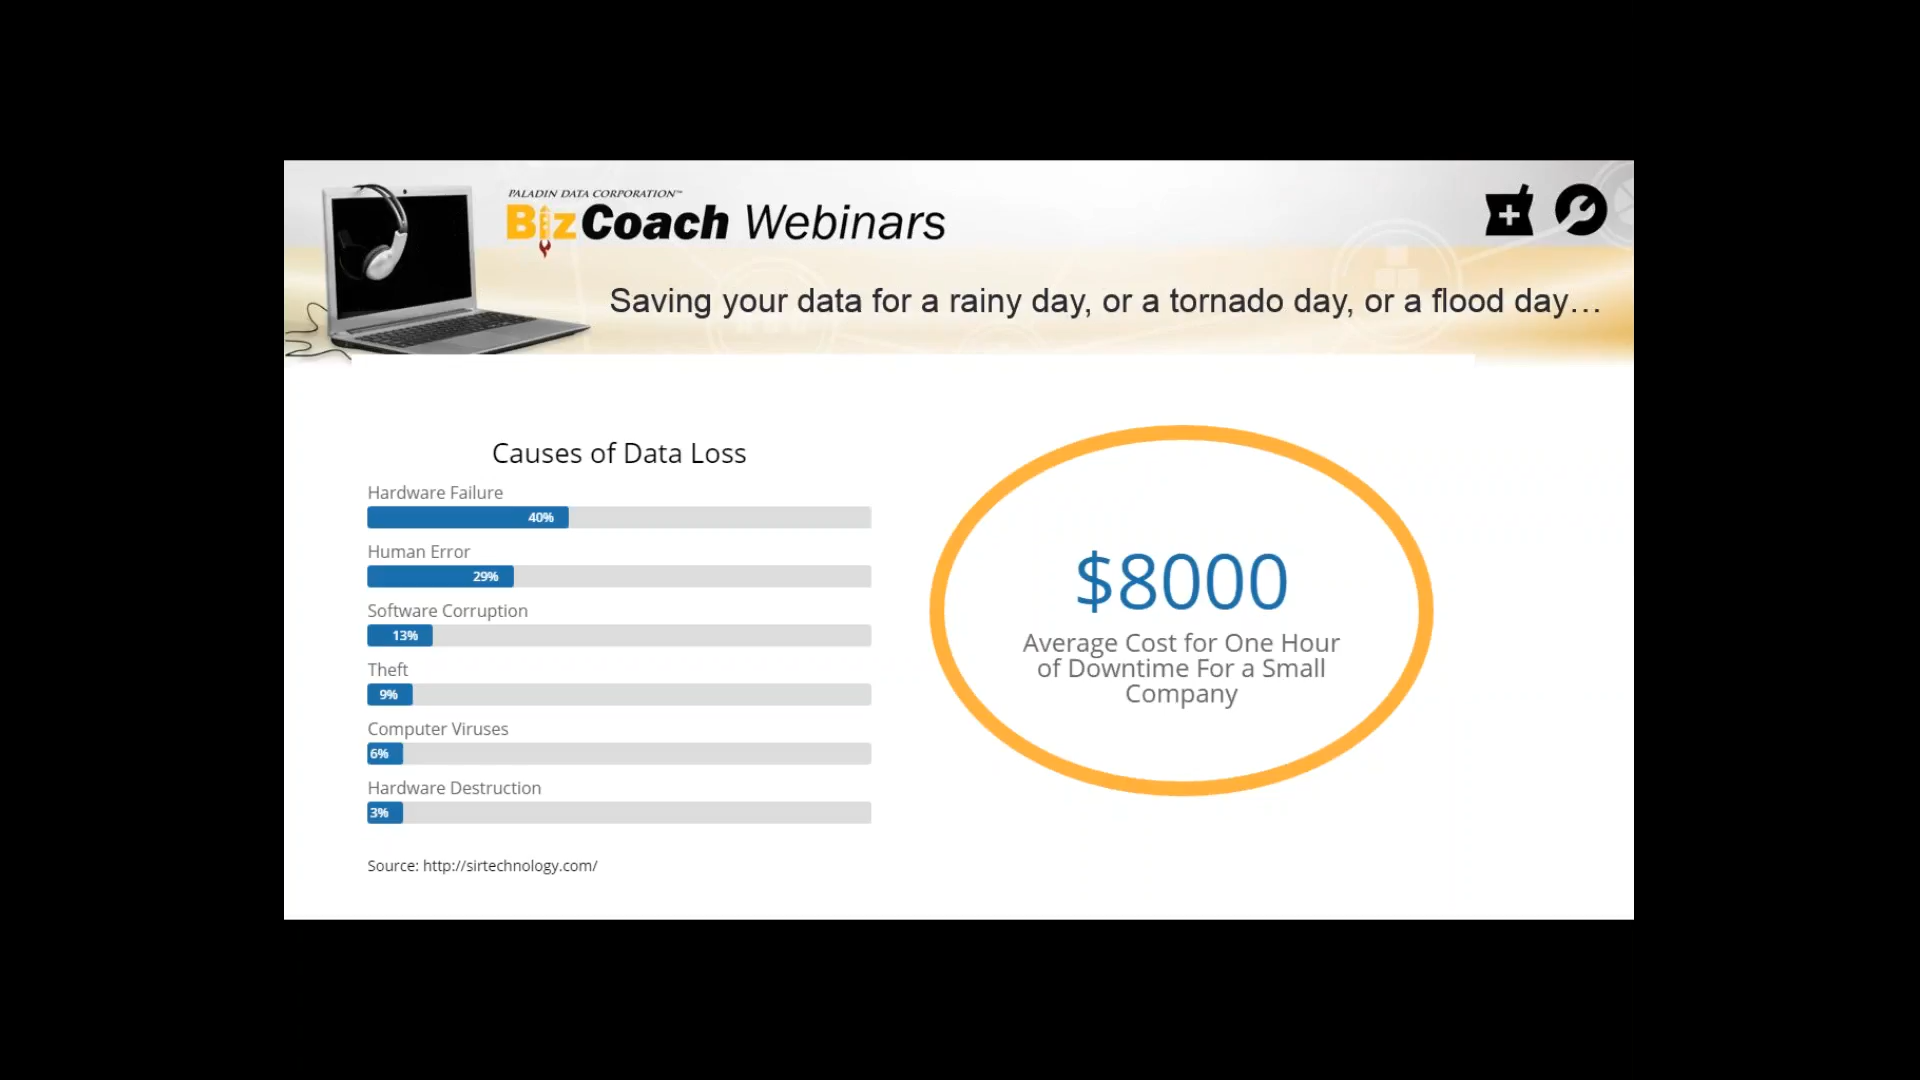 PALADIN DATA CORPORATION™
BizCoach Webinars
Saving your data for a rainy day, or a tornado day, or a flood day…
Causes of Data Loss
Hardware Failure
40%
Human Error
29%
Software Corruption
13%
Theft
9%
Computer Viruses
6%
Hardware Destruction
3%
Source: http://sirtechnology.com/
$8000
Average Cost for One Hour
of Downtime For a Small
Company